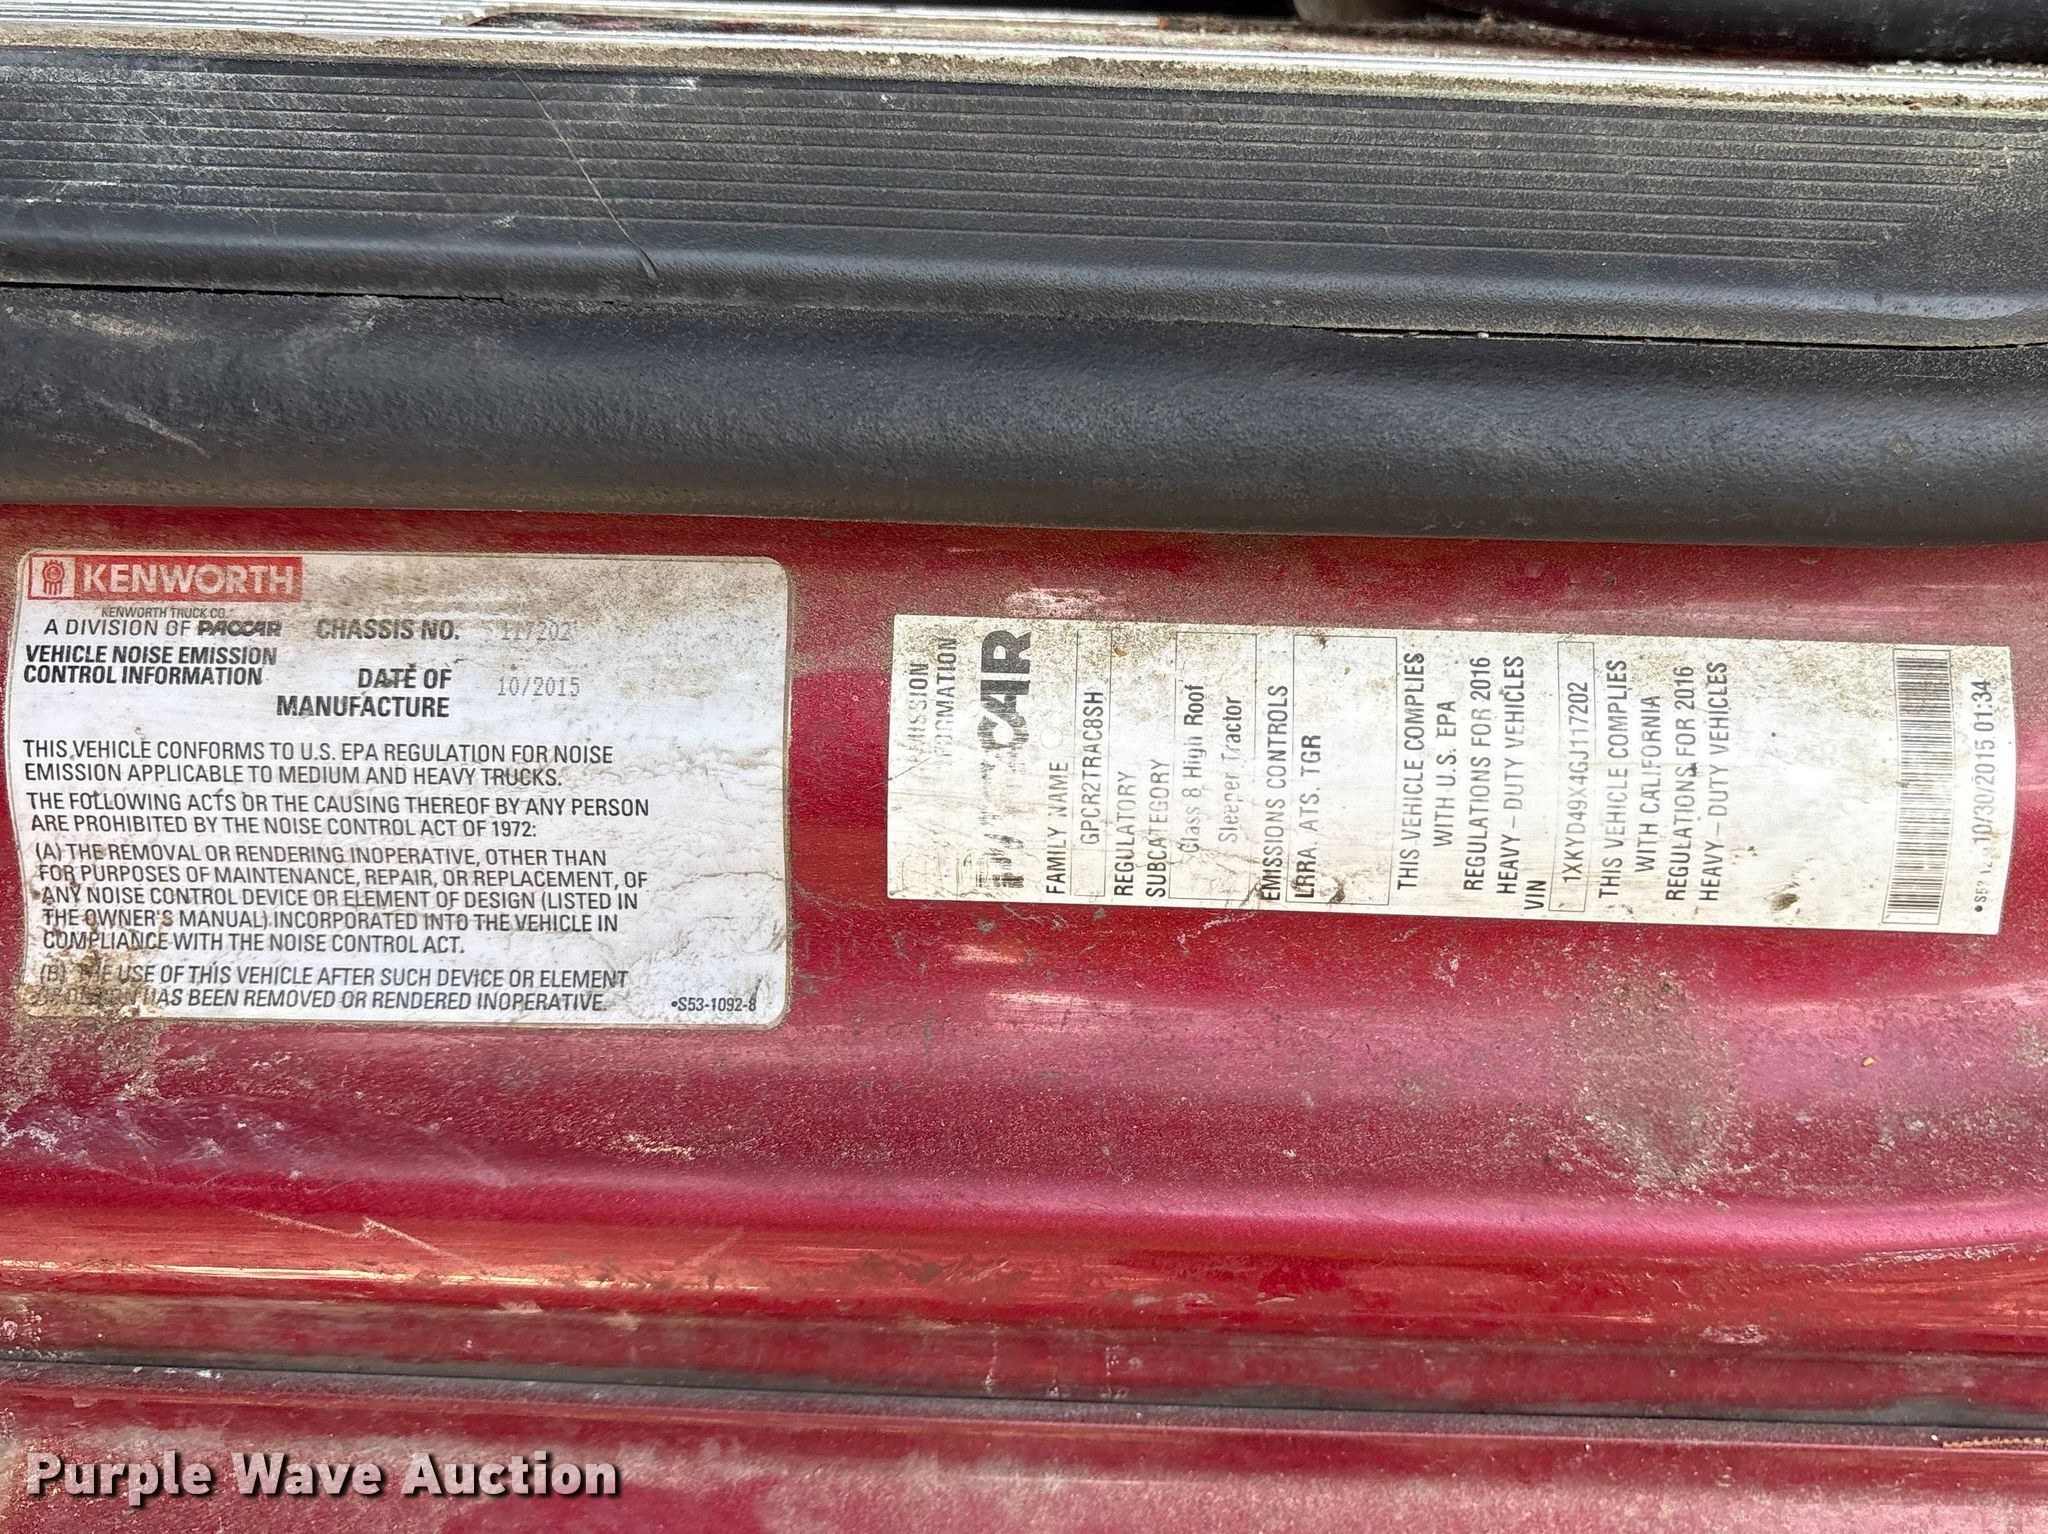 KENWORTH
KENWORTH TRUCK CO.
A DIVISION OF PACCAR
CHASSIS NO. 117202
VEHICLE NOISE EMISSION
CONTROL INFORMATION
DATE OF
MANUFACTURE
10/2015
THIS VEHICLE CONFORMS TO U.S. EPA REGULATION FOR NOISE
EMISSION APPLICABLE TO MEDIUM AND HEAVY TRUCKS.
THE FOLLOWING ACTS OR THE CAUSING THEREOF BY ANY PERSON
ARE PROHIBITED BY THE NOISE CONTROL ACT OF 1972:
(A) THE REMOVAL OR RENDERING INOPERATIVE, OTHER THAN
FOR PURPOSES OF MAINTENANCE, REPAIR, OR REPLACEMENT, OF
ANY NOISE CONTROL DEVICE OR ELEMENT OF DESIGN (LISTED IN
THE OWNER'S MANUAL) INCORPORATED INTO THE VEHICLE IN
COMPLIANCE WITH THE NOISE CONTROL ACT.
(B) THE USE OF THIS VEHICLE AFTER SUCH DEVICE OR ELEMENT
OF DESIGN HAS BEEN REMOVED OR RENDERED INOPERATIVE.
•S53-1092-8
FAMILY NAME
GPCR2TRAC8SH
REGULATORY
SUBCATEGORY
Class 8 High Roof
Sleeper Tractor
EMISSIONS CONTROLS
LRRA, ATS, TGR
THIS VEHICLE COMPLIES
WITH U.S. EPA
REGULATIONS FOR 2016
HEAVY-DUTY VEHICLES
VIN
1XKYD49X4GJ117202
THIS VEHICLE COMPLIES
WITH CALIFORNIA
REGULATIONS FOR 2016
HEAVY-DUTY VEHICLES
10/30/2015 01:34
Purple Wave Auction